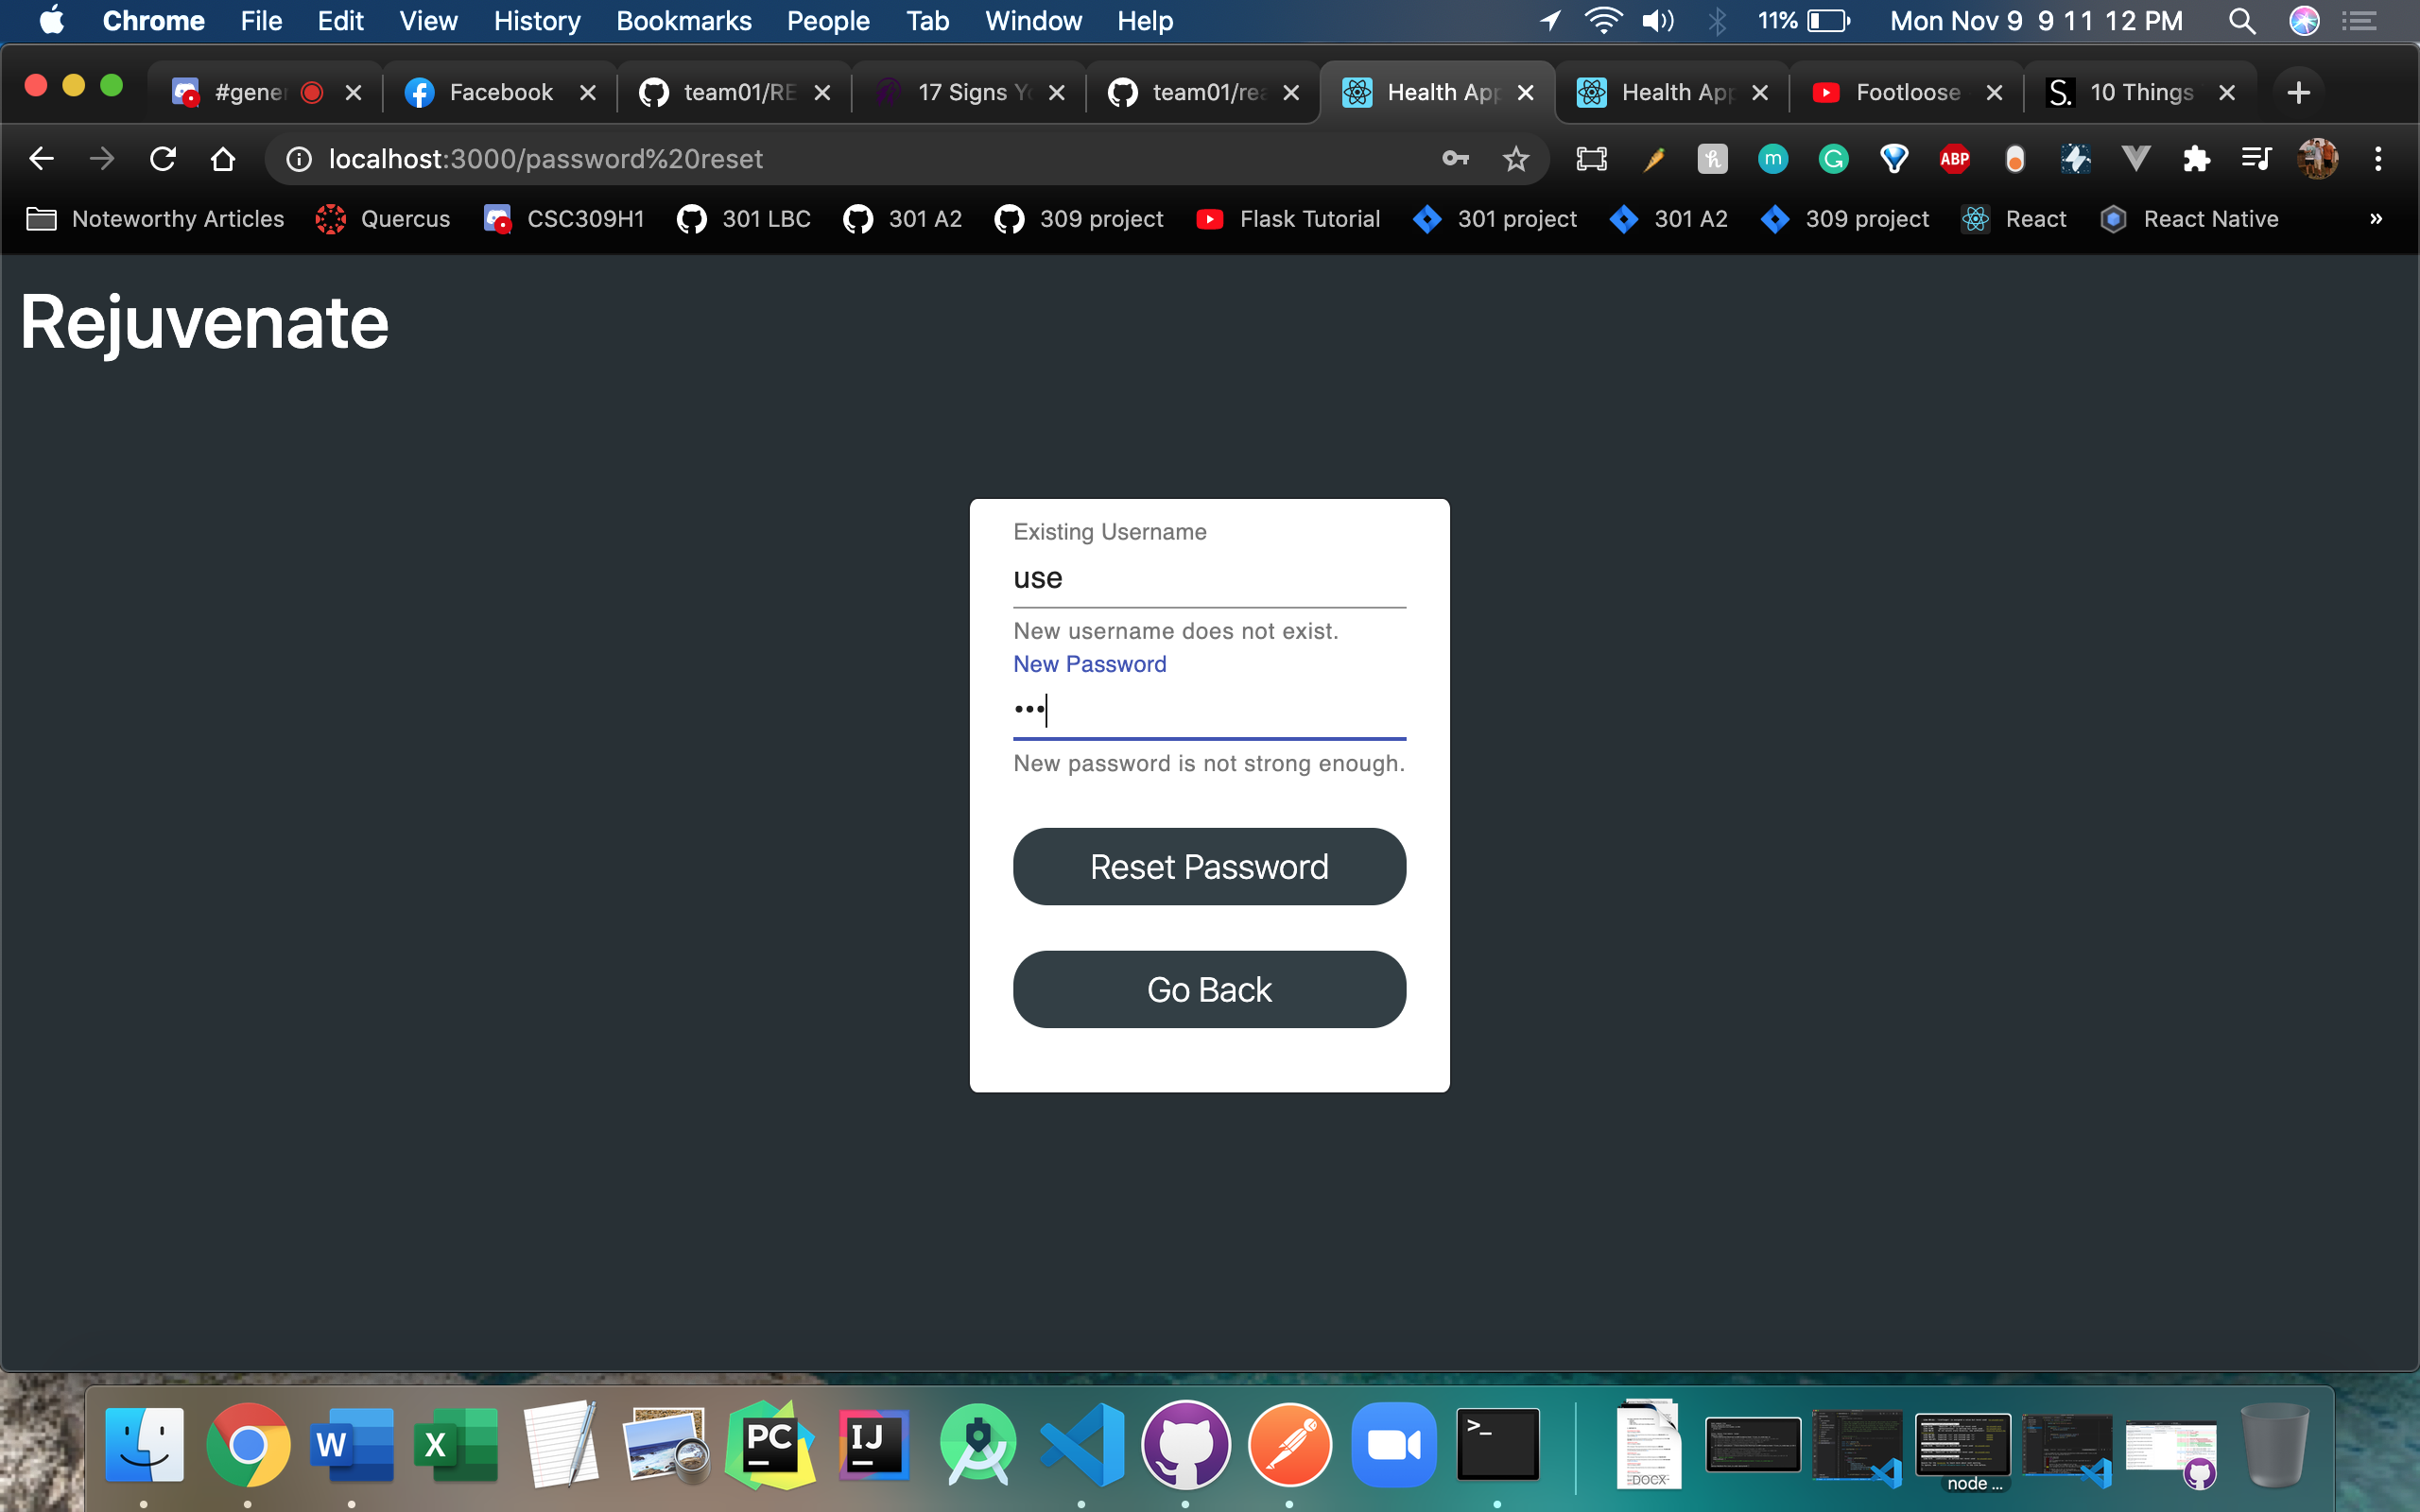 Chrome File Edit View History Bookmarks People Tab Window Help 11% Mon Nov 9 9 11 12 PM
#gene Facebook team01/RE 17 Signs Yo team01/rea Health App Health App Footloose 10 Things
localhost:3000/password%20reset
Noteworthy Articles Quercus CSC309H1 301 LBC 301 A2 309 project Flask Tutorial 301 project 301 A2 309 project React React Native »
Rejuvenate
Existing Username
use
New username does not exist.
New Password
•••
New password is not strong enough.
Reset Password
Go Back
W X PC IJ >_ DOCX node ...